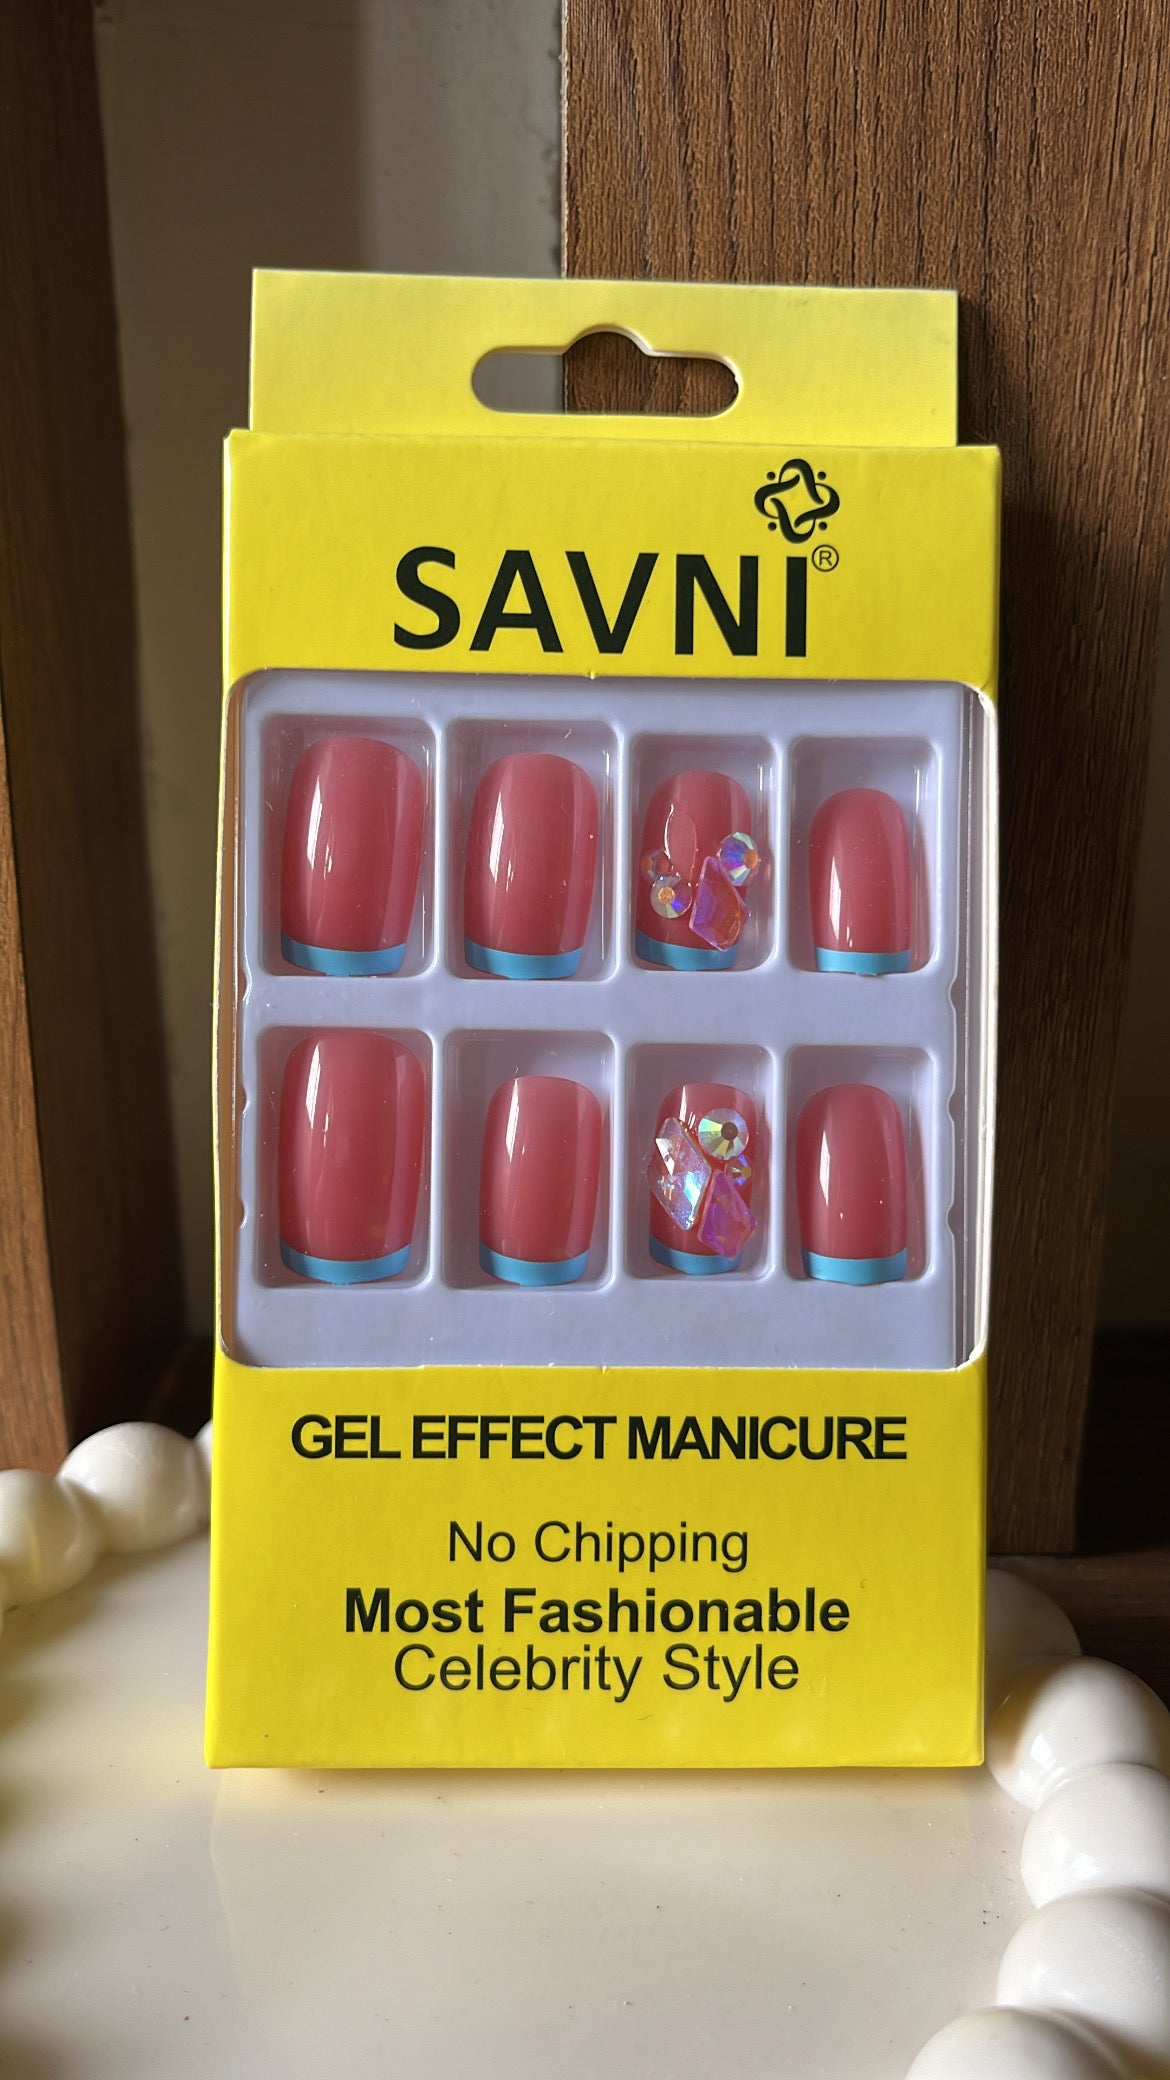 SAVNI®
GEL EFFECT MANICURE
No Chipping
Most Fashionable
Celebrity Style